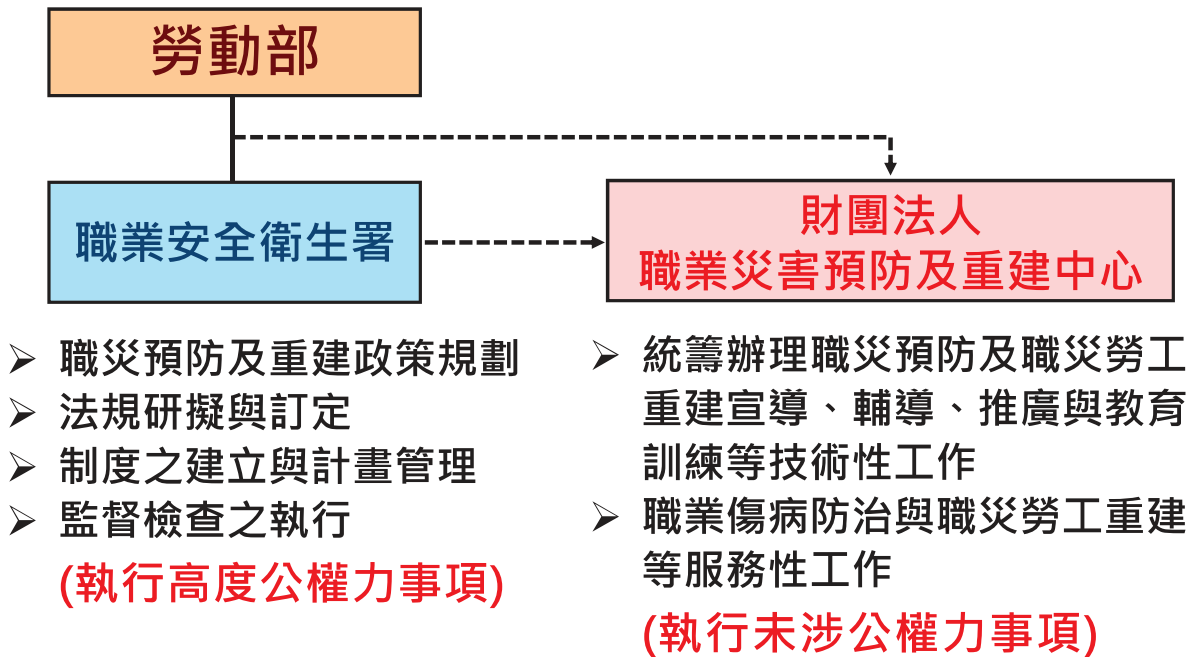 勞動部
職業安全衛生署
財團法人
職業災害預防及重建中心
➢ 職災預防及重建政策規劃
➢ 法規研擬與訂定
➢ 制度之建立與計畫管理
➢ 監督檢查之執行
(執行高度公權力事項)
➢ 統籌辦理職災預防及職災勞工
重建宣導、輔導、推廣與教育
訓練等技術性工作
➢ 職業傷病防治與職災勞工重建
等服務性工作
(執行未涉公權力事項)